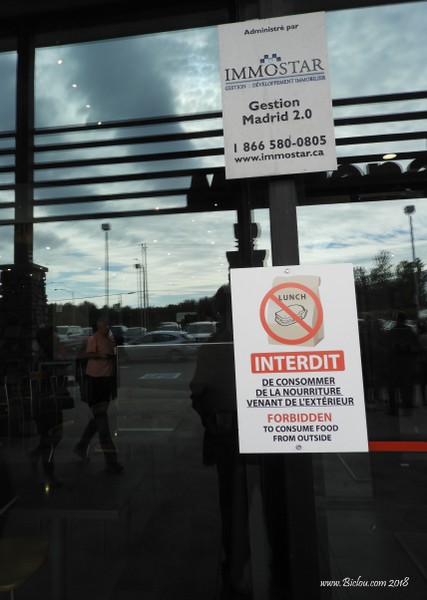 Administré par
IMMOSTAR
GESTION | DÉVELOPPEMENT IMMOBILIER
Gestion
Madrid 2.0
1 866 580-0805
www.immostar.ca
LUNCH
INTERDIT
DE CONSOMMER
DE LA NOURRITURE
VENANT DE L'EXTÉRIEUR
FORBIDDEN
TO CONSUME FOOD
FROM OUTSIDE
www.Biclou.com 2018